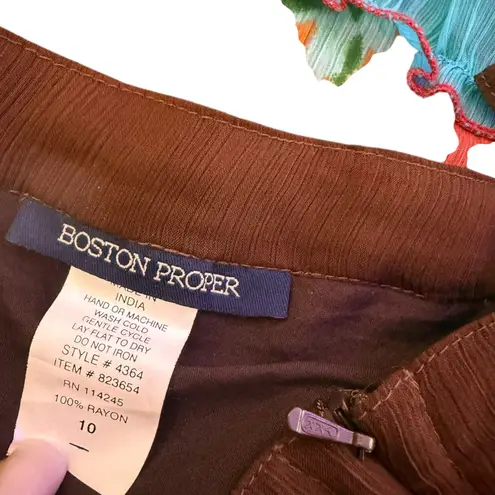 BOSTON PROPER
MADE IN
INDIA
HAND OR MACHINE
WASH COLD
GENTLE CYCLE
LAY FLAT TO DRY
DO NOT IRON
STYLE # 4364
ITEM # 823654
RN 114245
100% RAYON
10